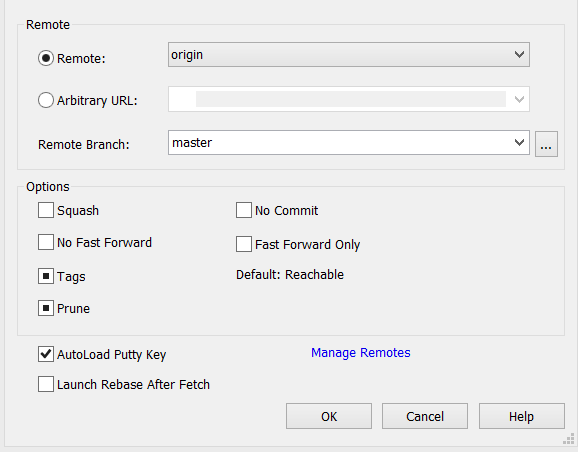 Remote
Remote: origin
Arbitrary URL:
Remote Branch: master ...
Options
Squash No Commit
No Fast Forward Fast Forward Only
Tags Default: Reachable
Prune
AutoLoad Putty Key Manage Remotes
Launch Rebase After Fetch
OK Cancel Help